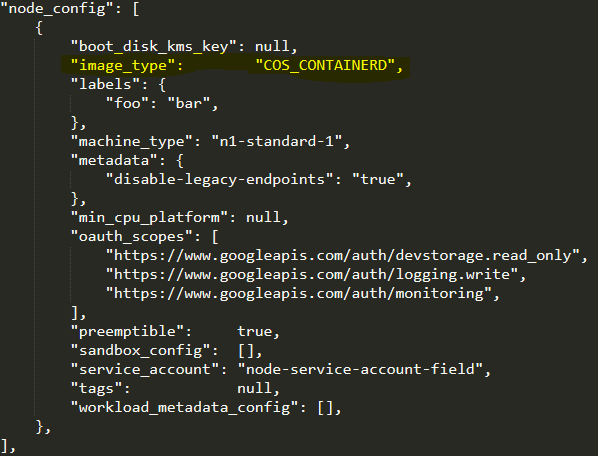 "node_config": [
{
"boot_disk_kms_key": null,
"image_type": "COS_CONTAINERD",
"labels": {
"foo": "bar",
},
"machine_type": "n1-standard-1",
"metadata": {
"disable-legacy-endpoints": "true",
},
"min_cpu_platform": null,
"oauth_scopes": [
"https://www.googleapis.com/auth/devstorage.read_only",
"https://www.googleapis.com/auth/logging.write",
"https://www.googleapis.com/auth/monitoring",
],
"preemptible": true,
"sandbox_config": [],
"service_account": "node-service-account-field",
"tags": null,
"workload_metadata_config": [],
},
],